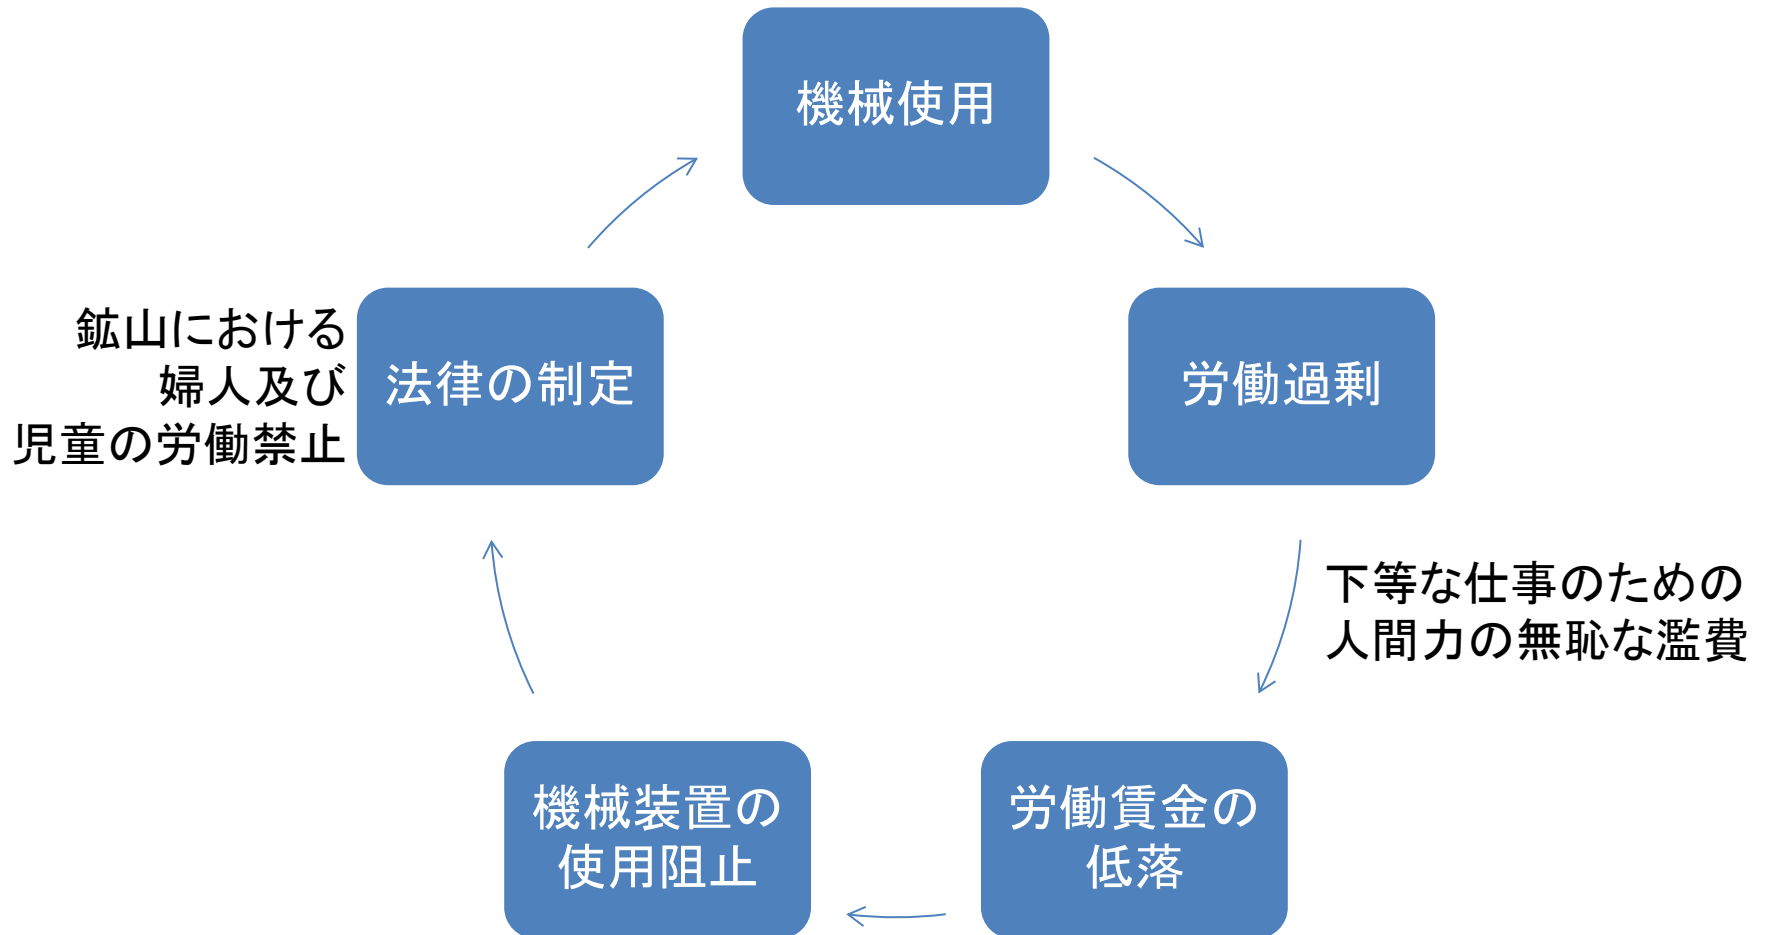 機械使用
労働過剰
下等な仕事のための
人間力の無恥な濫費
労働賃金の
低落
機械装置の
使用阻止
法律の制定
鉱山における
婦人及び
児童の労働禁止